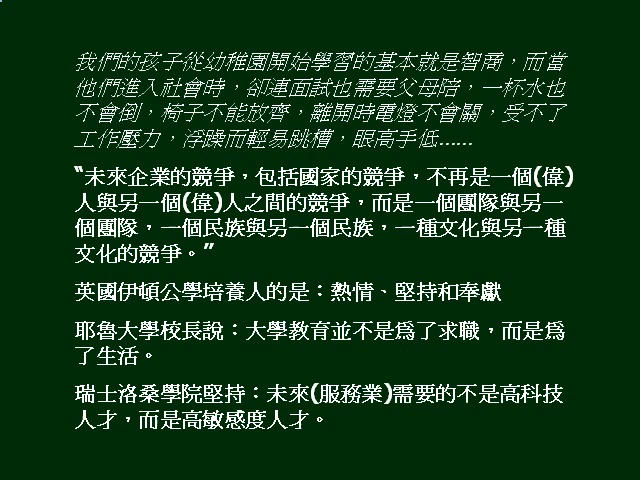 我們的孩子從幼稚園開始學習的基本就是智商，而當
他們進入社會時，卻連面試也需要父母陪，一杯水也
不會倒，椅子不能放齊，離開時電燈不會關，受不了
工作壓力，浮躁而輕易跳槽，眼高手低……
“未來企業的競爭，包括國家的競爭，不再是一個(偉)
人與另一個(偉)人之間的競爭，而是一個團隊與另一
個團隊，一個民族與另一個民族，一種文化與另一種
文化的競爭。”
英國伊頓公學培養人的是：熱情、堅持和奉獻
耶魯大學校長說：大學教育並不是為了求職，而是為
了生活。
瑞士洛桑學院堅持：未來(服務業)需要的不是高科技
人才，而是高敏感度人才。